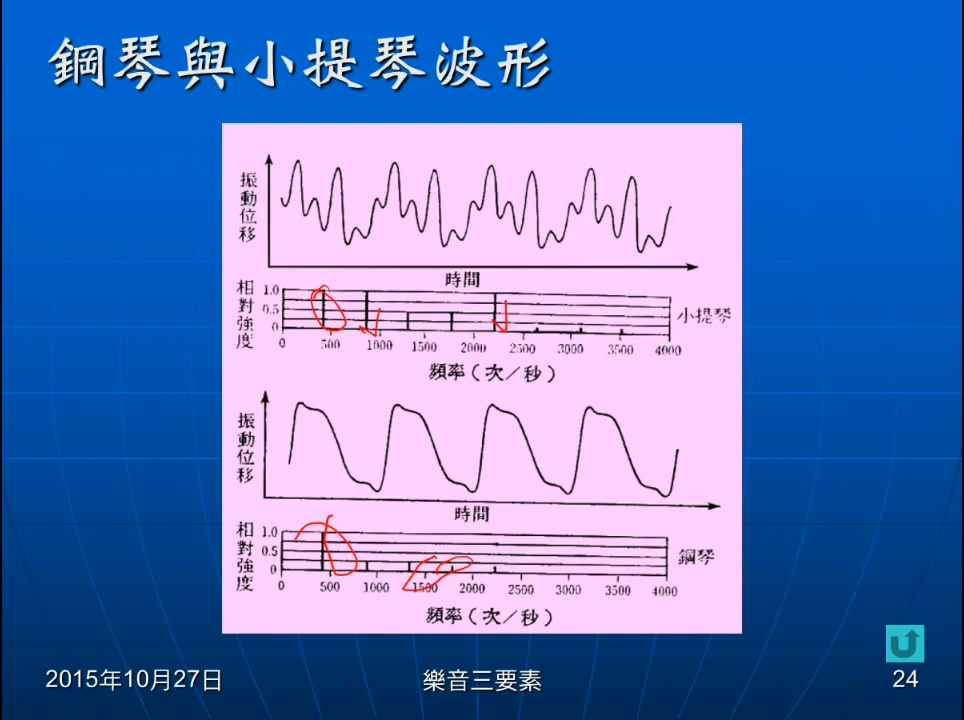 鋼琴與小提琴波形
振動位移
時間
相對強度
1.0
0.5
0
小提琴
0 500 1000 1500 2000 2500 3000 3500 4000
頻率(次/秒)
振動位移
時間
相對強度
1.0
0.5
0
鋼琴
0 500 1000 1500 2000 2500 3000 3500 4000
頻率(次/秒)
2015年10月27日
樂音三要素
24